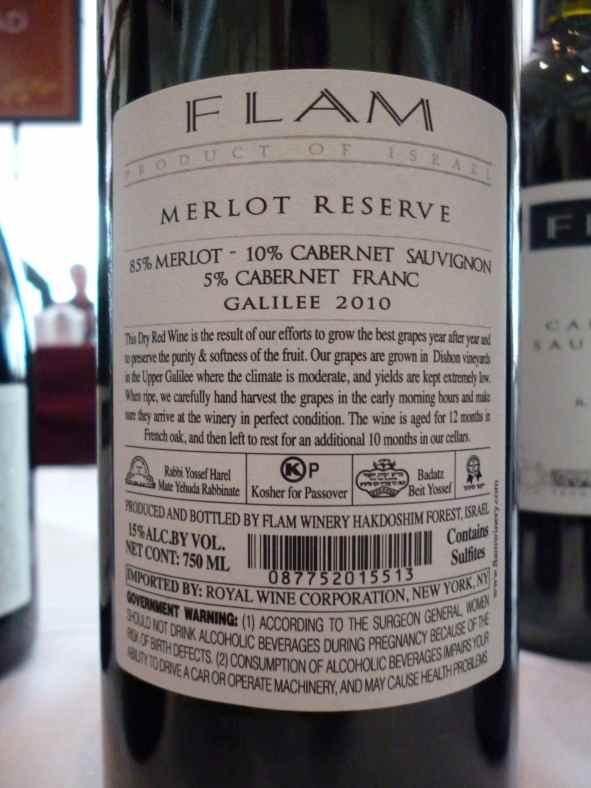 FLAM
PRODUCT OF ISRAEL
MERLOT RESERVE
85% MERLOT - 10% CABERNET SAUVIGNON
5% CABERNET FRANC
GALILEE 2010
This Dry Red Wine is the result of our efforts to grow the best grapes year after year and
to preserve the purity & softness of the fruit. Our grapes are grown in Dishon vineyards
in the Upper Galilee where the climate is moderate, and yields are kept extremely low.
When ripe, we carefully hand harvest the grapes in the early morning hours and make
sure they arrive at the winery in perfect condition. The wine is aged for 12 months in
French oak, and then left to rest for an additional 10 months in our cellars.
Rabbi Yossef Harel
Mate Yehuda Rabbinate
K P
Kosher for Passover
Badatz
Beit Yossef
PRODUCED AND BOTTLED BY FLAM WINERY HAKDOSHIM FOREST, ISRAEL
15% ALC.BY VOL.
NET CONT: 750 ML
087752015513
Contains
Sulfites
www.flamwinery.com
IMPORTED BY: ROYAL WINE CORPORATION, NEW YORK, NY
GOVERNMENT WARNING: (1) ACCORDING TO THE SURGEON GENERAL, WOMEN
SHOULD NOT DRINK ALCOHOLIC BEVERAGES DURING PREGNANCY BECAUSE OF THE
RISK OF BIRTH DEFECTS. (2) CONSUMPTION OF ALCOHOLIC BEVERAGES IMPAIRS YOUR
ABILITY TO DRIVE A CAR OR OPERATE MACHINERY, AND MAY CAUSE HEALTH PROBLEMS